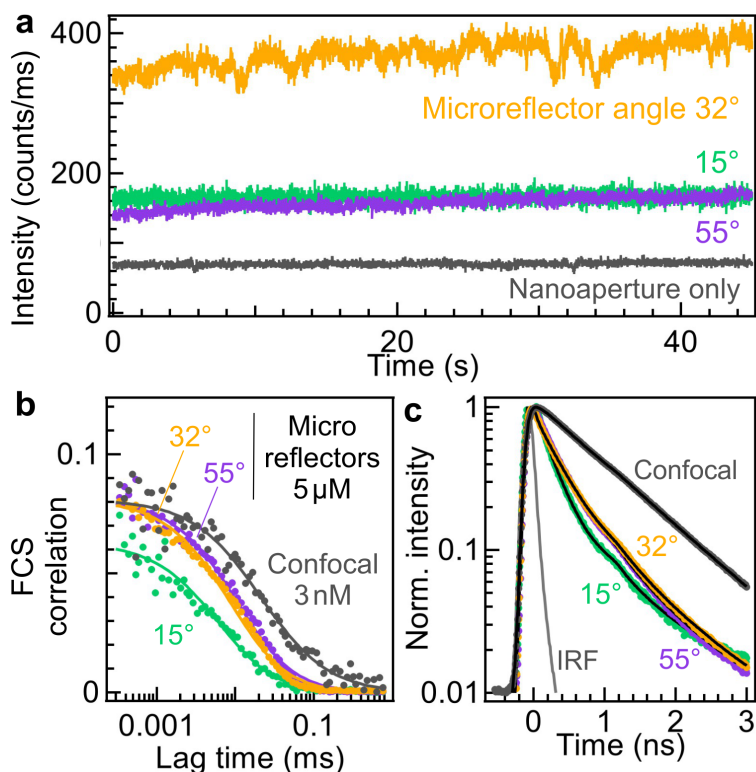 a
400
200
0
Intensity (counts/ms)
Microreflector angle 32°
15°
55°
Nanoaperture only
0
20
40
Time (s)
b
0.1
0
FCS
correlation
32°
55°
15°
Micro
reflectors
5 µM
Confocal
3 nM
0.001
0.1
Lag time (ms)
c
1
0.1
0.01
Norm. intensity
Confocal
32°
15°
55°
IRF
0
1
2
3
Time (ns)